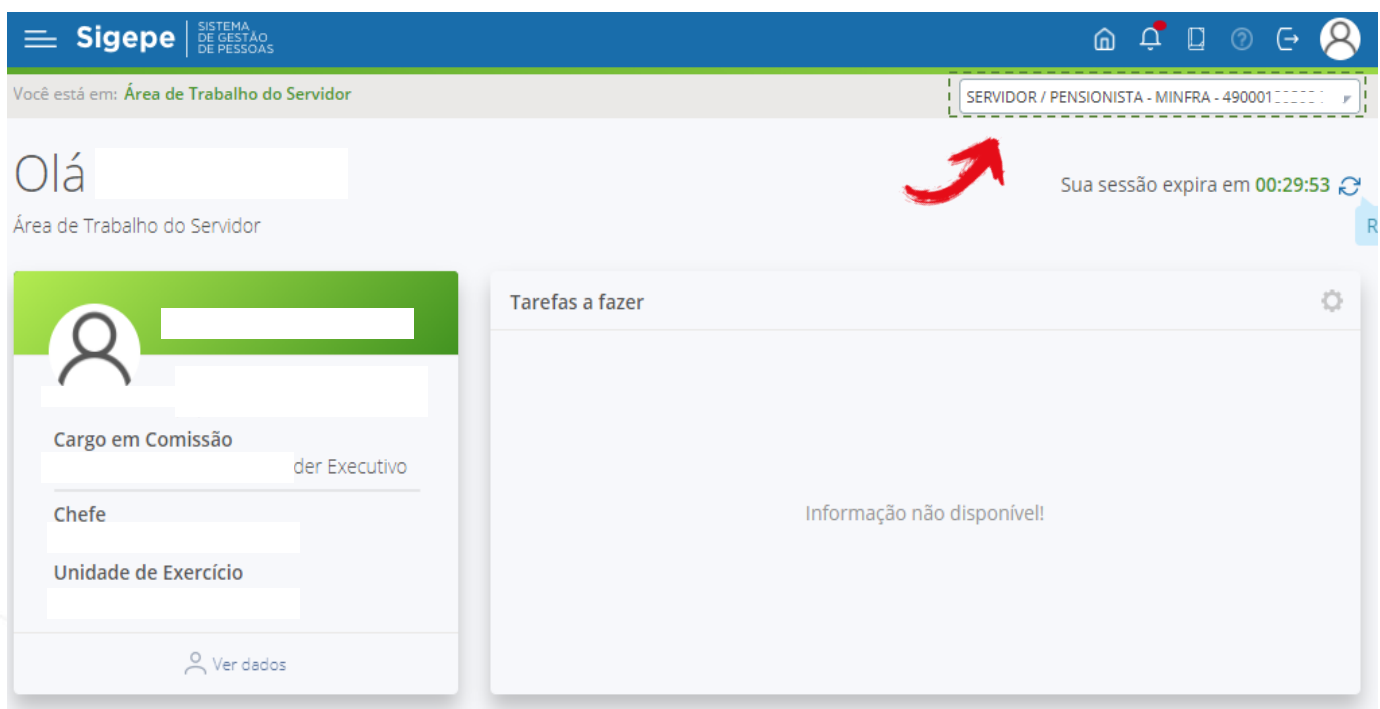 Sigepe
SISTEMA
DE GESTÃO
DE PESSOAS
Você está em: Área de Trabalho do Servidor
SERVIDOR / PENSIONISTA - MINFRA - 490001
Olá
Sua sessão expira em 00:29:53
Área de Trabalho do Servidor
R
Tarefas a fazer
Cargo em Comissão
der Executivo
Chefe
Informação não disponível!
Unidade de Exercício
Ver dados